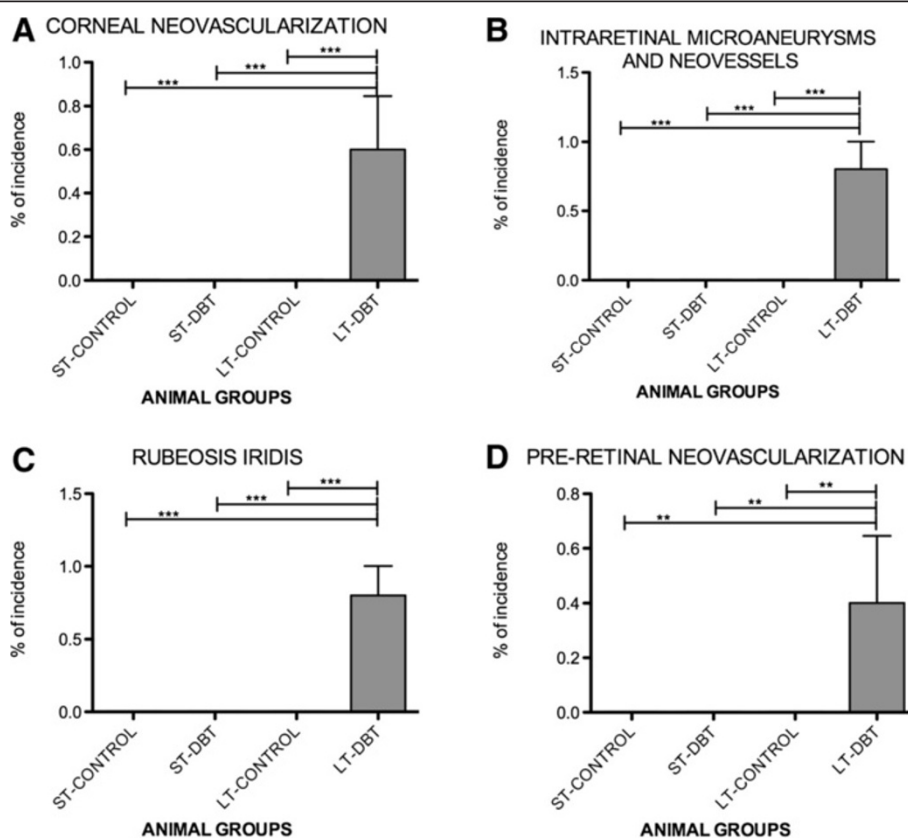 A CORNEAL NEOVASCULARIZATION
1.0
0.8
0.6
0.4
0.2
0.0
% of incidence
***
***
***
ST-CONTROL
ST-DBT
LT-CONTROL
LT-DBT
ANIMAL GROUPS
B INTRARETINAL MICROANEURYSMS
AND NEOVESSELS
1.5
1.0
0.5
0.0
% of incidence
***
***
***
ST-CONTROL
ST-DBT
LT-CONTROL
LT-DBT
ANIMAL GROUPS
C RUBEOSIS IRIDIS
1.5
1.0
0.5
0.0
% of incidence
***
***
***
ST-CONTROL
ST-DBT
LT-CONTROL
LT-DBT
ANIMAL GROUPS
D PRE-RETINAL NEOVASCULARIZATION
0.8
0.6
0.4
0.2
0.0
% of incidence
**
**
**
ST-CONTROL
ST-DBT
LT-CONTROL
LT-DBT
ANIMAL GROUPS